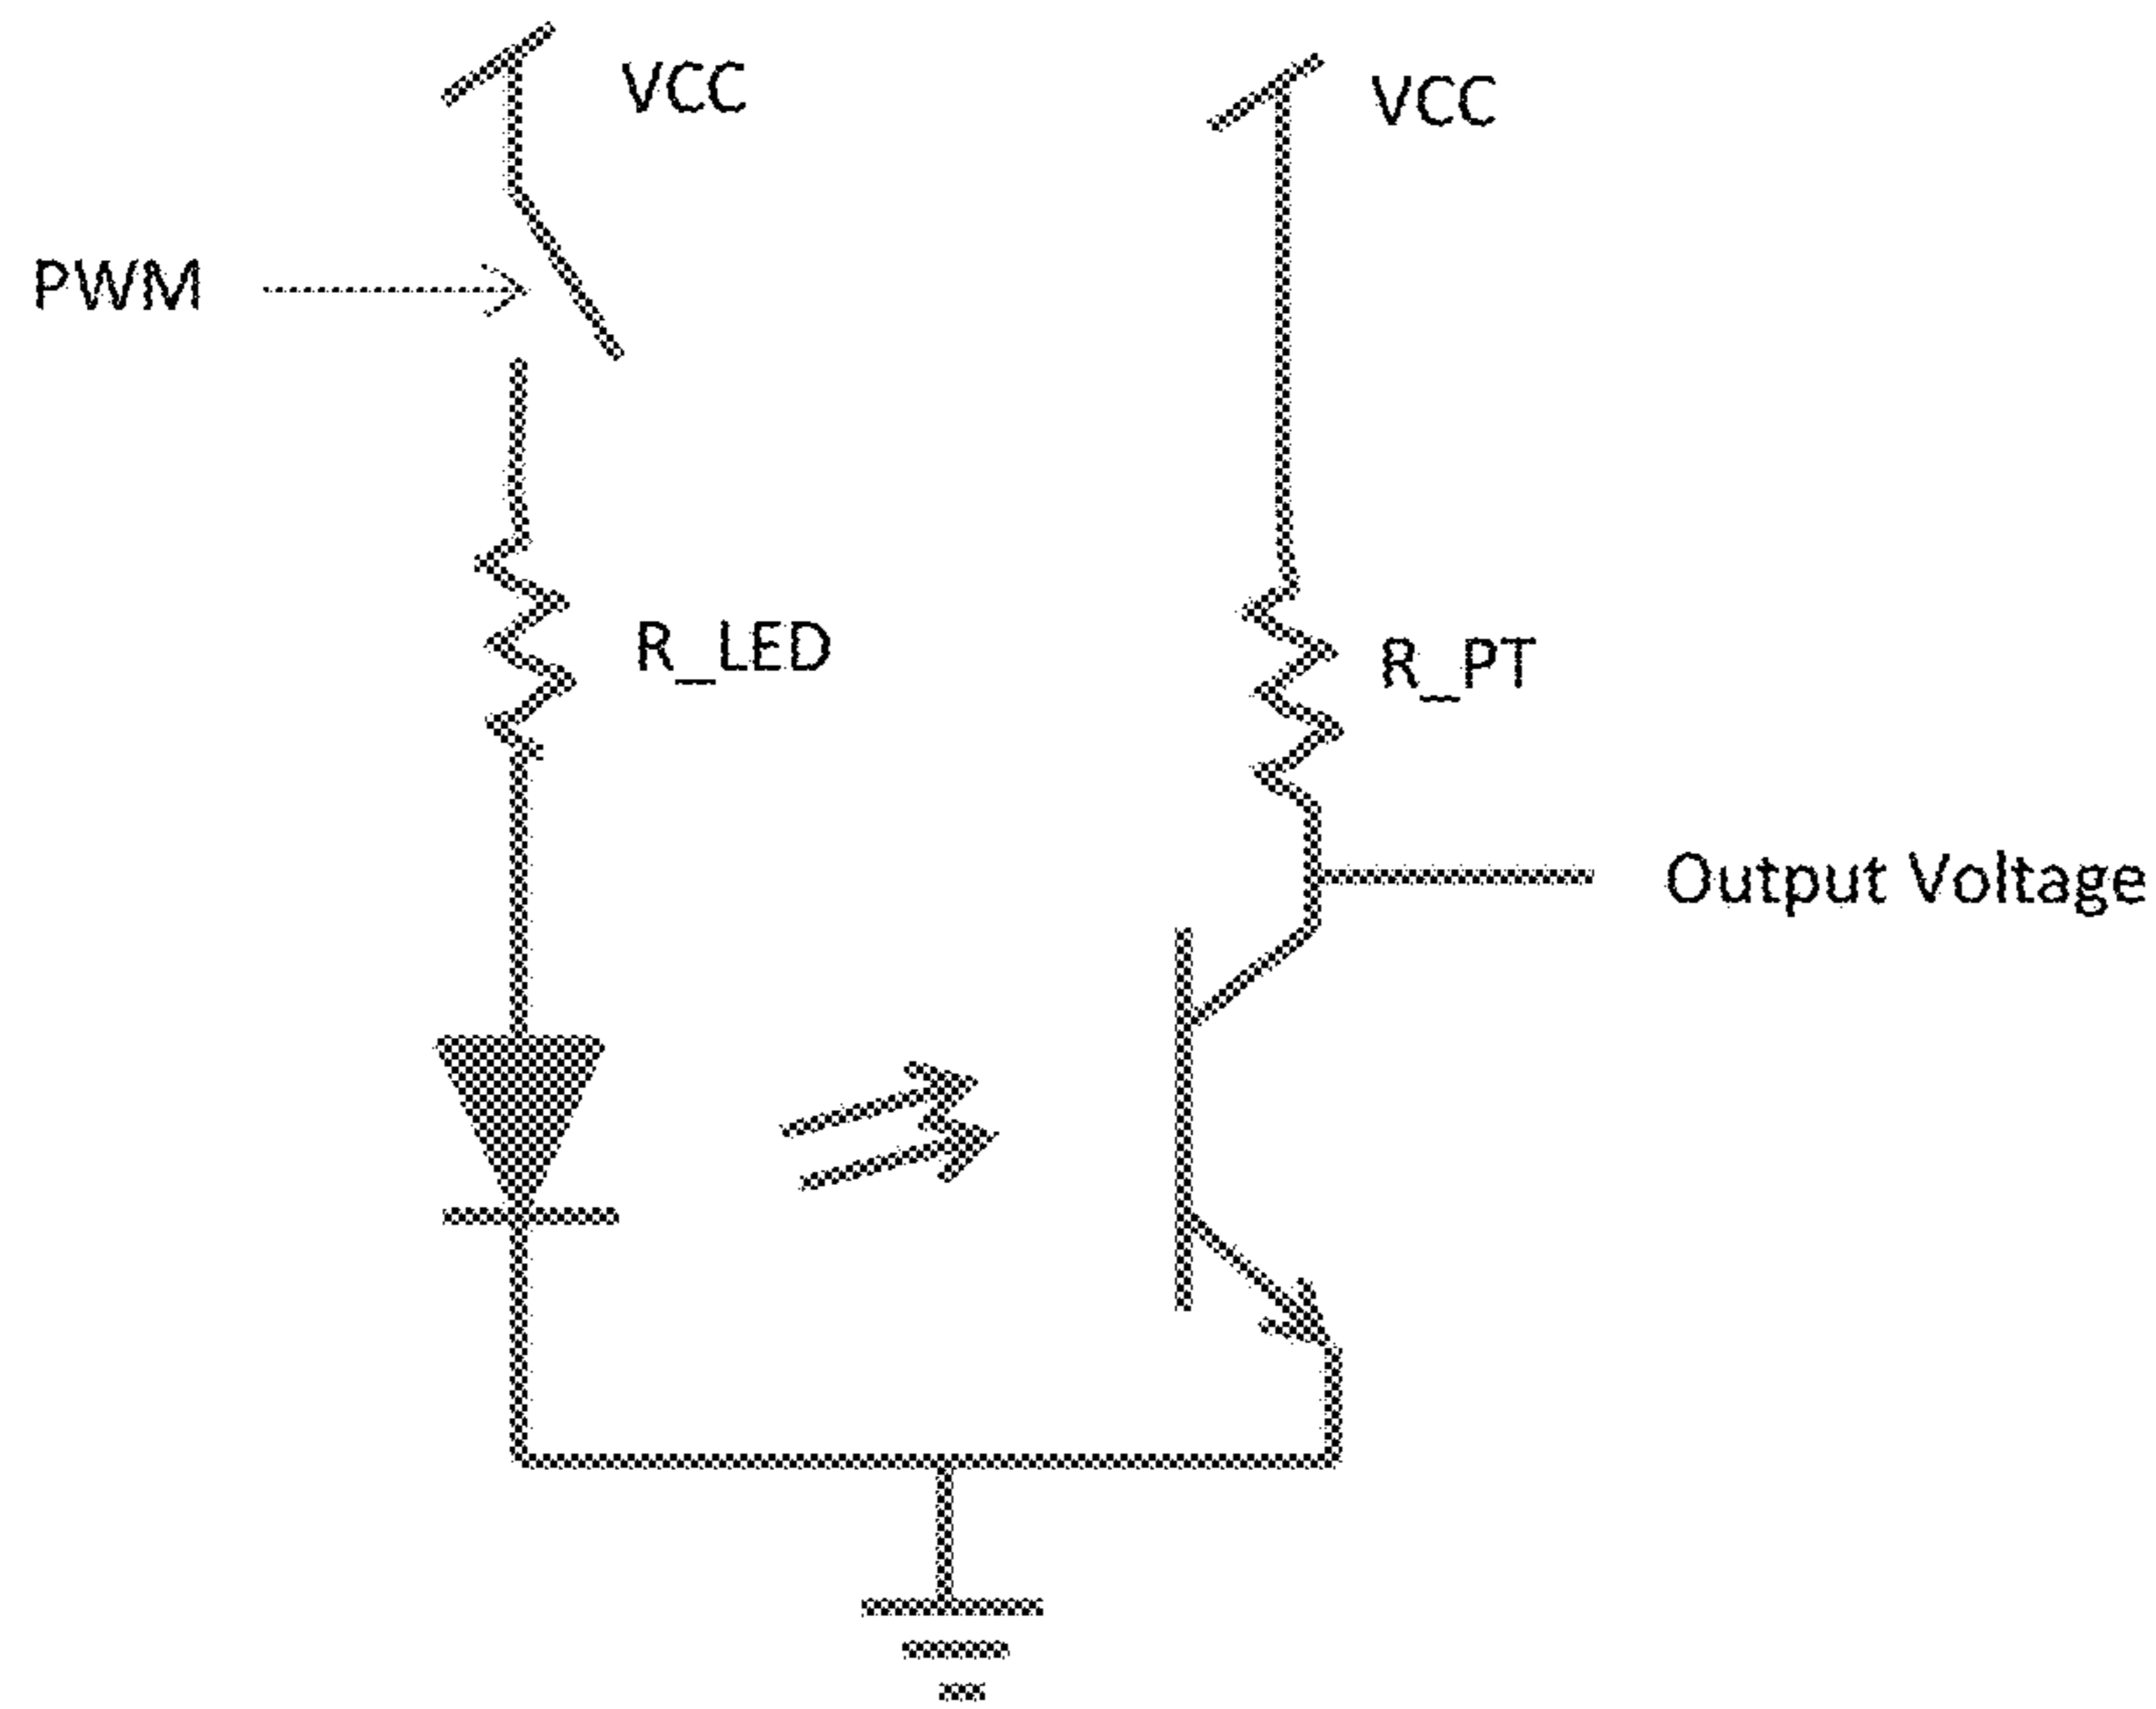 VCC
VCC
PWM
R_LED
R_PT
Output Voltage